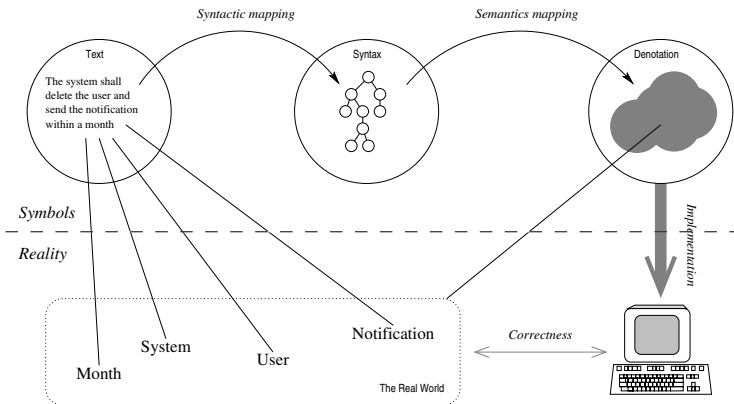 Syntactic mapping
Semantics mapping
Text
Syntax
Denotation
The system shall
delete the user and
send the notification
within a month
Symbols
Implementation
Reality
Notification
System
Correctness
User
Month
The Real World